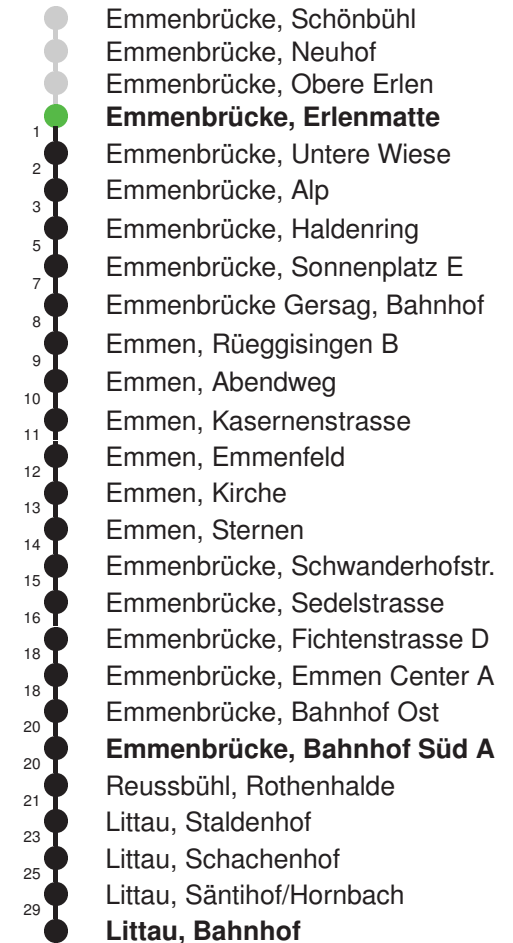 Emmenbrücke, Schönbühl
Emmenbrücke, Neuhof
Emmenbrücke, Obere Erlen
Emmenbrücke, Erlenmatte
1
Emmenbrücke, Untere Wiese
2
Emmenbrücke, Alp
3
Emmenbrücke, Haldenring
5
Emmenbrücke, Sonnenplatz E
7
Emmenbrücke Gersag, Bahnhof
8
Emmen, Rüeggisingen B
9
Emmen, Abendweg
10
Emmen, Kasernenstrasse
11
Emmen, Emmenfeld
12
Emmen, Kirche
13
Emmen, Sternen
14
Emmenbrücke, Schwanderhofstr.
15
Emmenbrücke, Sedelstrasse
16
Emmenbrücke, Fichtenstrasse D
18
Emmenbrücke, Emmen Center A
18
Emmenbrücke, Bahnhof Ost
20
Emmenbrücke, Bahnhof Süd A
20
Reussbühl, Rothenhalde
21
Littau, Staldenhof
23
Littau, Schachenhof
25
Littau, Säntihof/Hornbach
29
Littau, Bahnhof